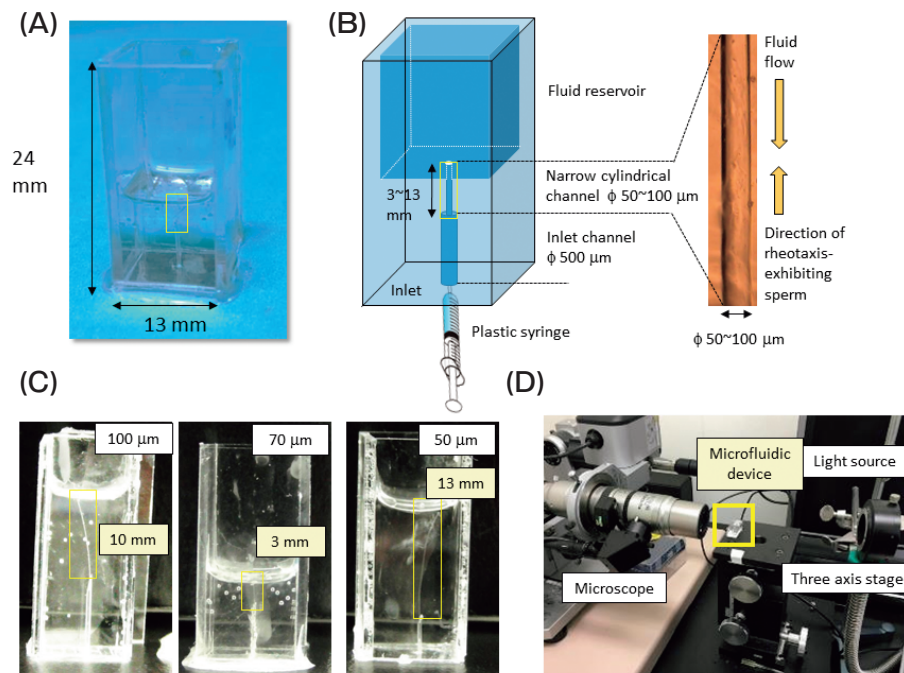 (A)
24
mm
13 mm
(B)
Fluid reservoir
3~13
mm
Narrow cylindrical
channel ϕ 50~100 µm
Inlet channel
ϕ 500 µm
Inlet
Plastic syringe
Fluid
flow
Direction of
rheotaxis-
exhibiting
sperm
ϕ 50~100 µm
(C)
100 µm
10 mm
70 µm
3 mm
50 µm
13 mm
(D)
Microfluidic
device
Light source
Microscope
Three axis stage